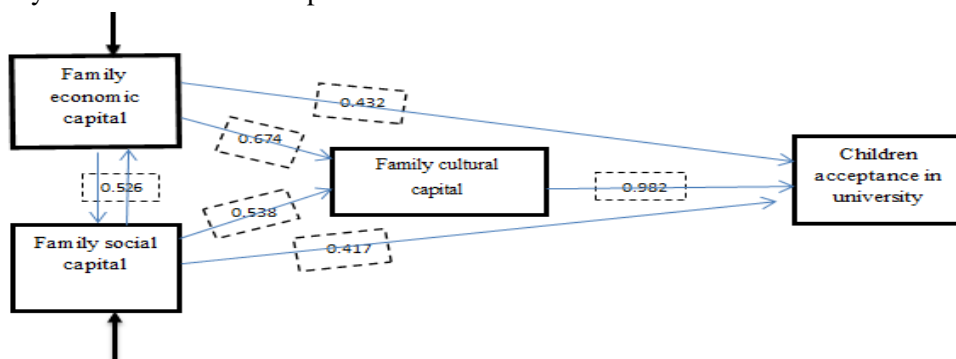 Family
economic
capital
0.432
0.674
Family cultural
capital
Children
acceptance in
university
0.526
0.982
0.538
0.417
Family social
capital